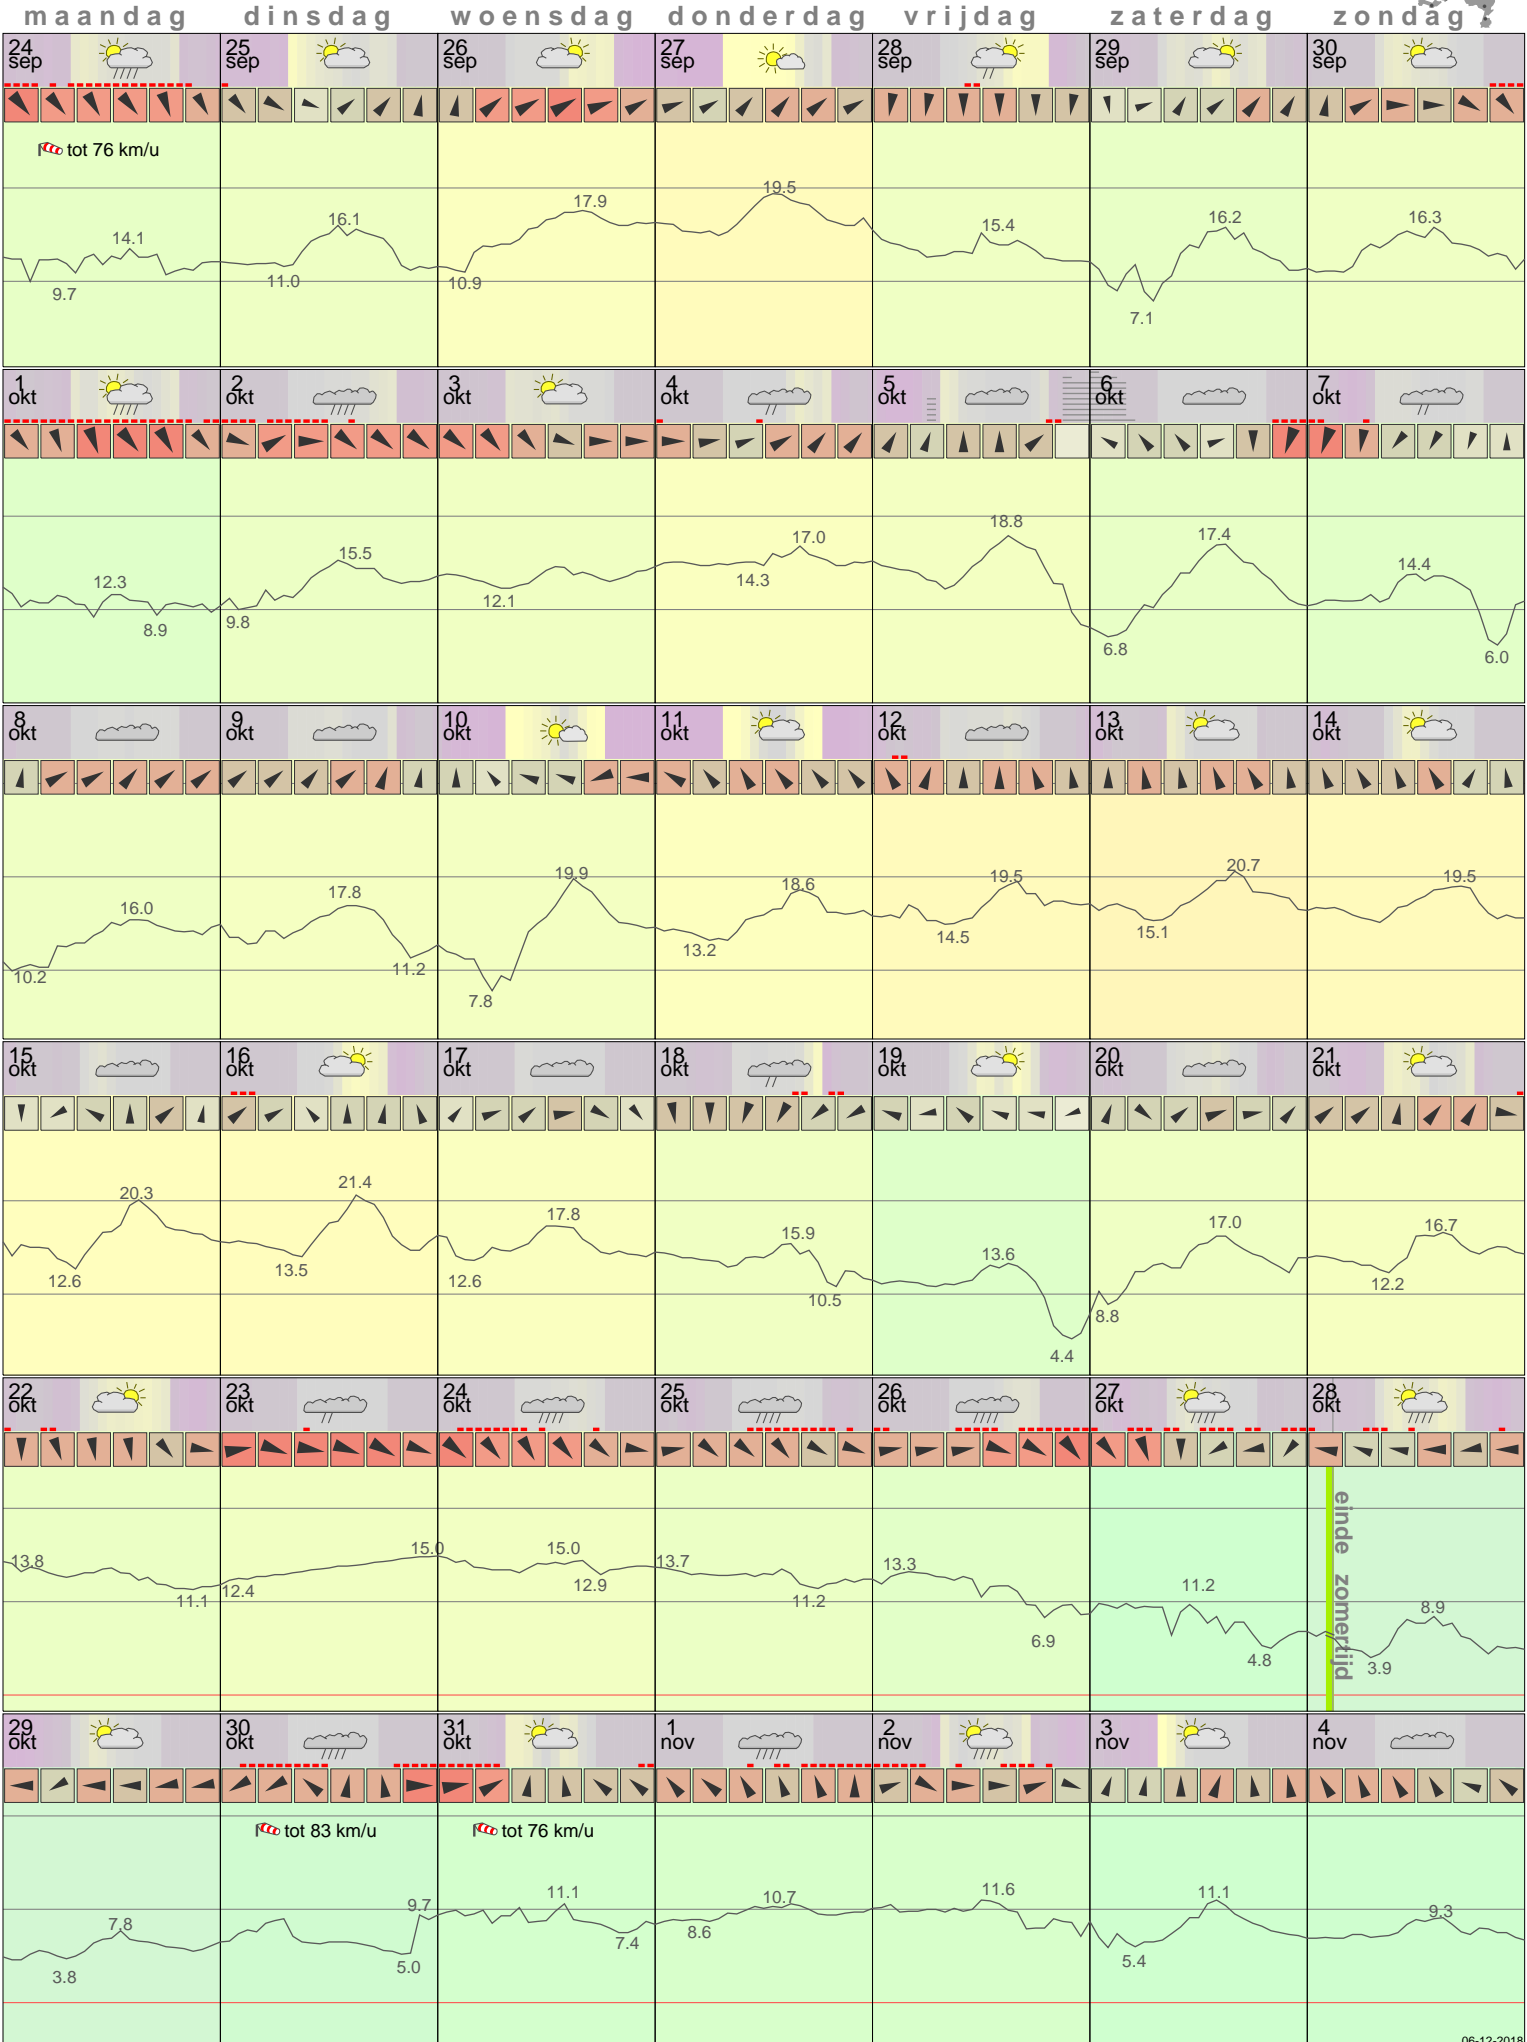 maandag dinsdag woensdag donderdag vrijdag zaterdag zondag
24 25 26 27 28 29 30
sep sep sep sep sep sep sep
tot 76 km/u
14.1 9.7 16.1 11.0 17.9 10.9 19.5 15.4 16.2 7.1 16.3
1 2 3 4 5 6 7
okt okt okt okt okt okt okt
12.3 8.9 15.5 9.8 12.1 17.0 14.3 18.8 17.4 6.8 14.4 6.0
8 9 10 11 12 13 14
okt okt okt okt okt okt okt
16.0 10.2 17.8 11.2 19.9 7.8 18.6 13.2 19.5 14.5 20.7 15.1 19.5
15 16 17 18 19 20 21
okt okt okt okt okt okt okt
20.3 12.6 21.4 13.5 17.8 12.6 15.9 10.5 13.6 4.4 17.0 8.8 16.7 12.2
22 23 24 25 26 27 28
okt okt okt okt okt okt okt
13.8 11.1 15.0 12.4 15.0 12.9 13.7 11.2 13.3 6.9 11.2 4.8 8.9 3.9
einde zomertijd
29 30 31 1 2 3 4
okt okt okt nov nov nov nov
tot 83 km/u tot 76 km/u
7.8 3.8 9.7 5.0 11.1 7.4 10.7 8.6 11.6 11.1 5.4 9.3
06-12-2018